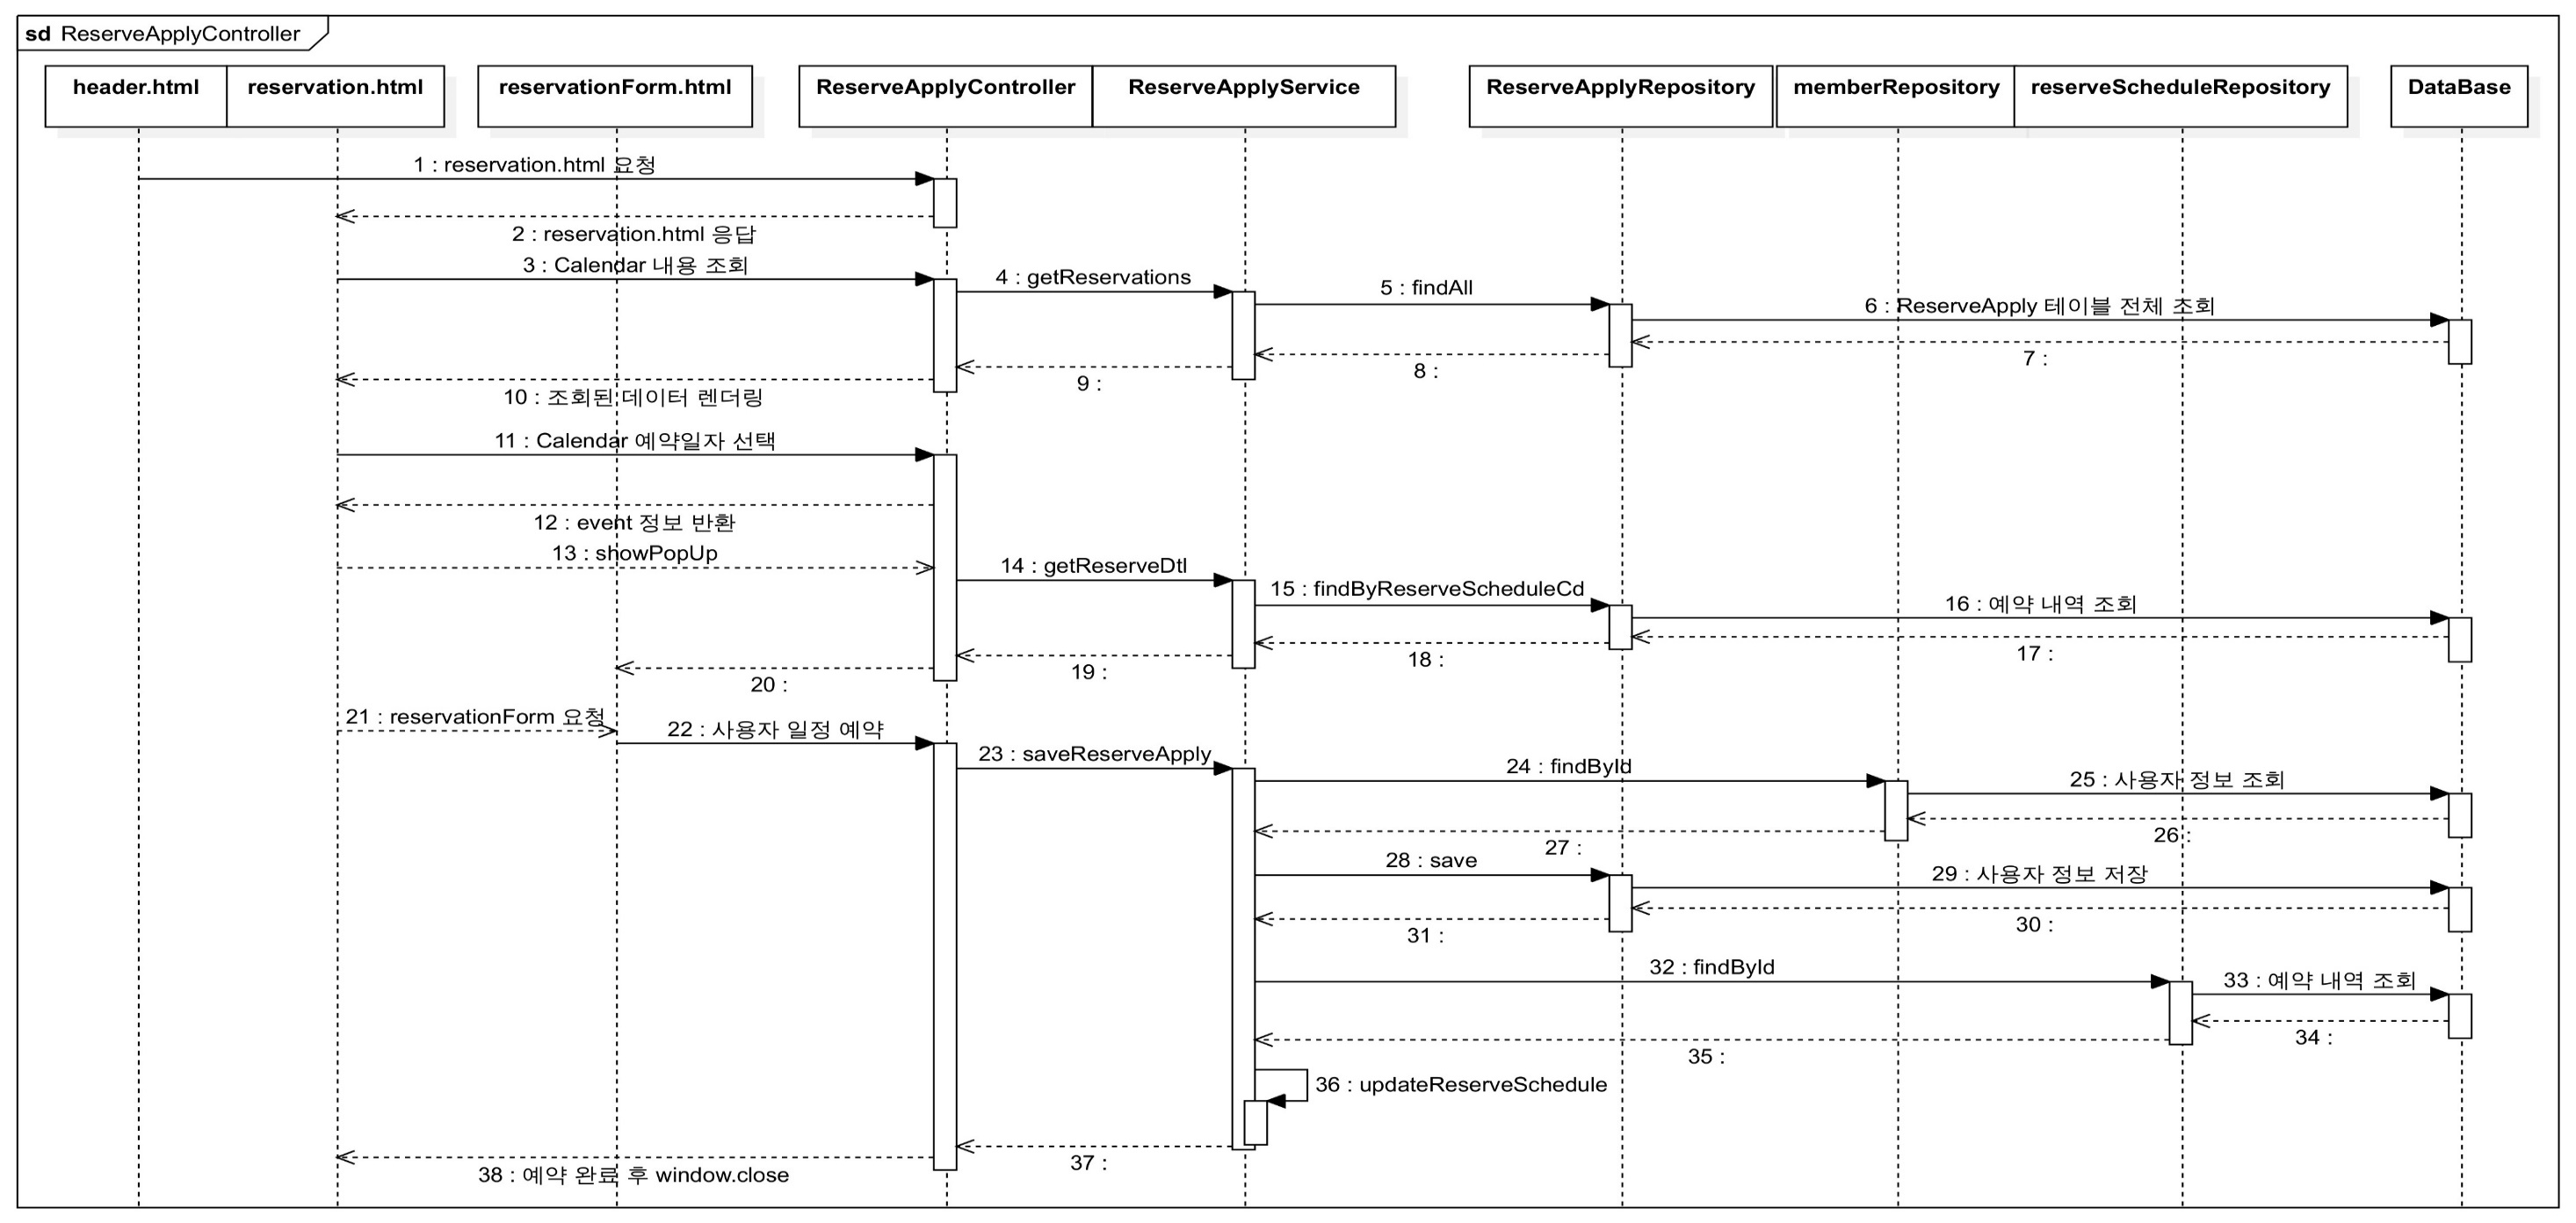 sd ReserveApplyController
header.html
reservation.html
reservationForm.html
ReserveApplyController
ReserveApplyService
ReserveApplyRepository
memberRepository
reserveScheduleRepository
DataBase
1 : reservation.html 요청
2 : reservation.html 응답
3 : Calendar 내용 조회
4 : getReservations
5 : findAll
6 : ReserveApply 테이블 전체 조회
7 :
8 :
9 :
10 : 조회된 데이터 렌더링
11 : Calendar 예약일자 선택
12 : event 정보 반환
13 : showPopUp
14 : getReserveDtl
15 : findByReserveScheduleCd
16 : 예약 내역 조회
17 :
18 :
19 :
20 :
21 : reservationForm 요청
22 : 사용자 일정 예약
23 : saveReserveApply
24 : findById
25 : 사용자 정보 조회
26 :
27 :
28 : save
29 : 사용자 정보 저장
30 :
31 :
32 : findById
33 : 예약 내역 조회
34 :
35 :
36 : updateReserveSchedule
37 :
38 : 예약 완료 후 window.close